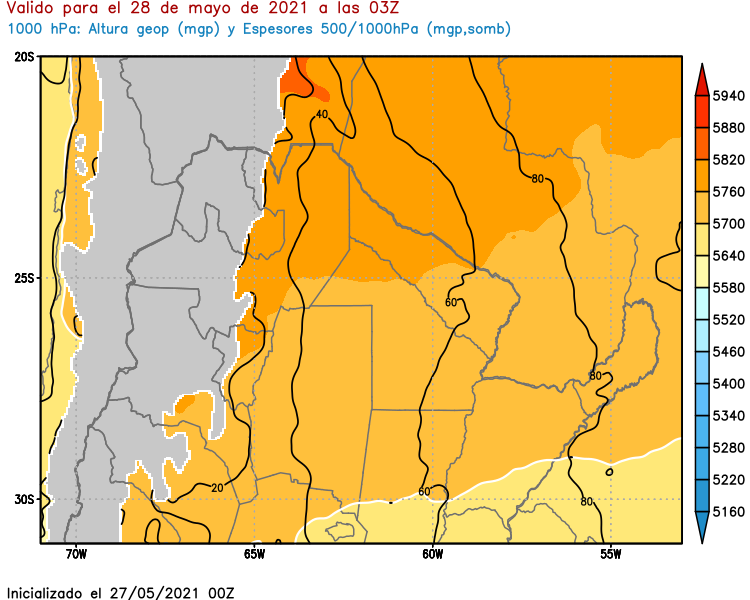 Valido para el 28 de mayo de 2021 a las 03Z
1000 hPa: Altura geop (mgp) y Espesores 500/1000hPa (mgp,somb)
20S
25S
30S
70W
65W
60W
55W
40
80
60
80
20
60
80
5940
5880
5820
5760
5700
5640
5580
5520
5460
5400
5340
5280
5220
5160
Inicializado el 27/05/2021 00Z